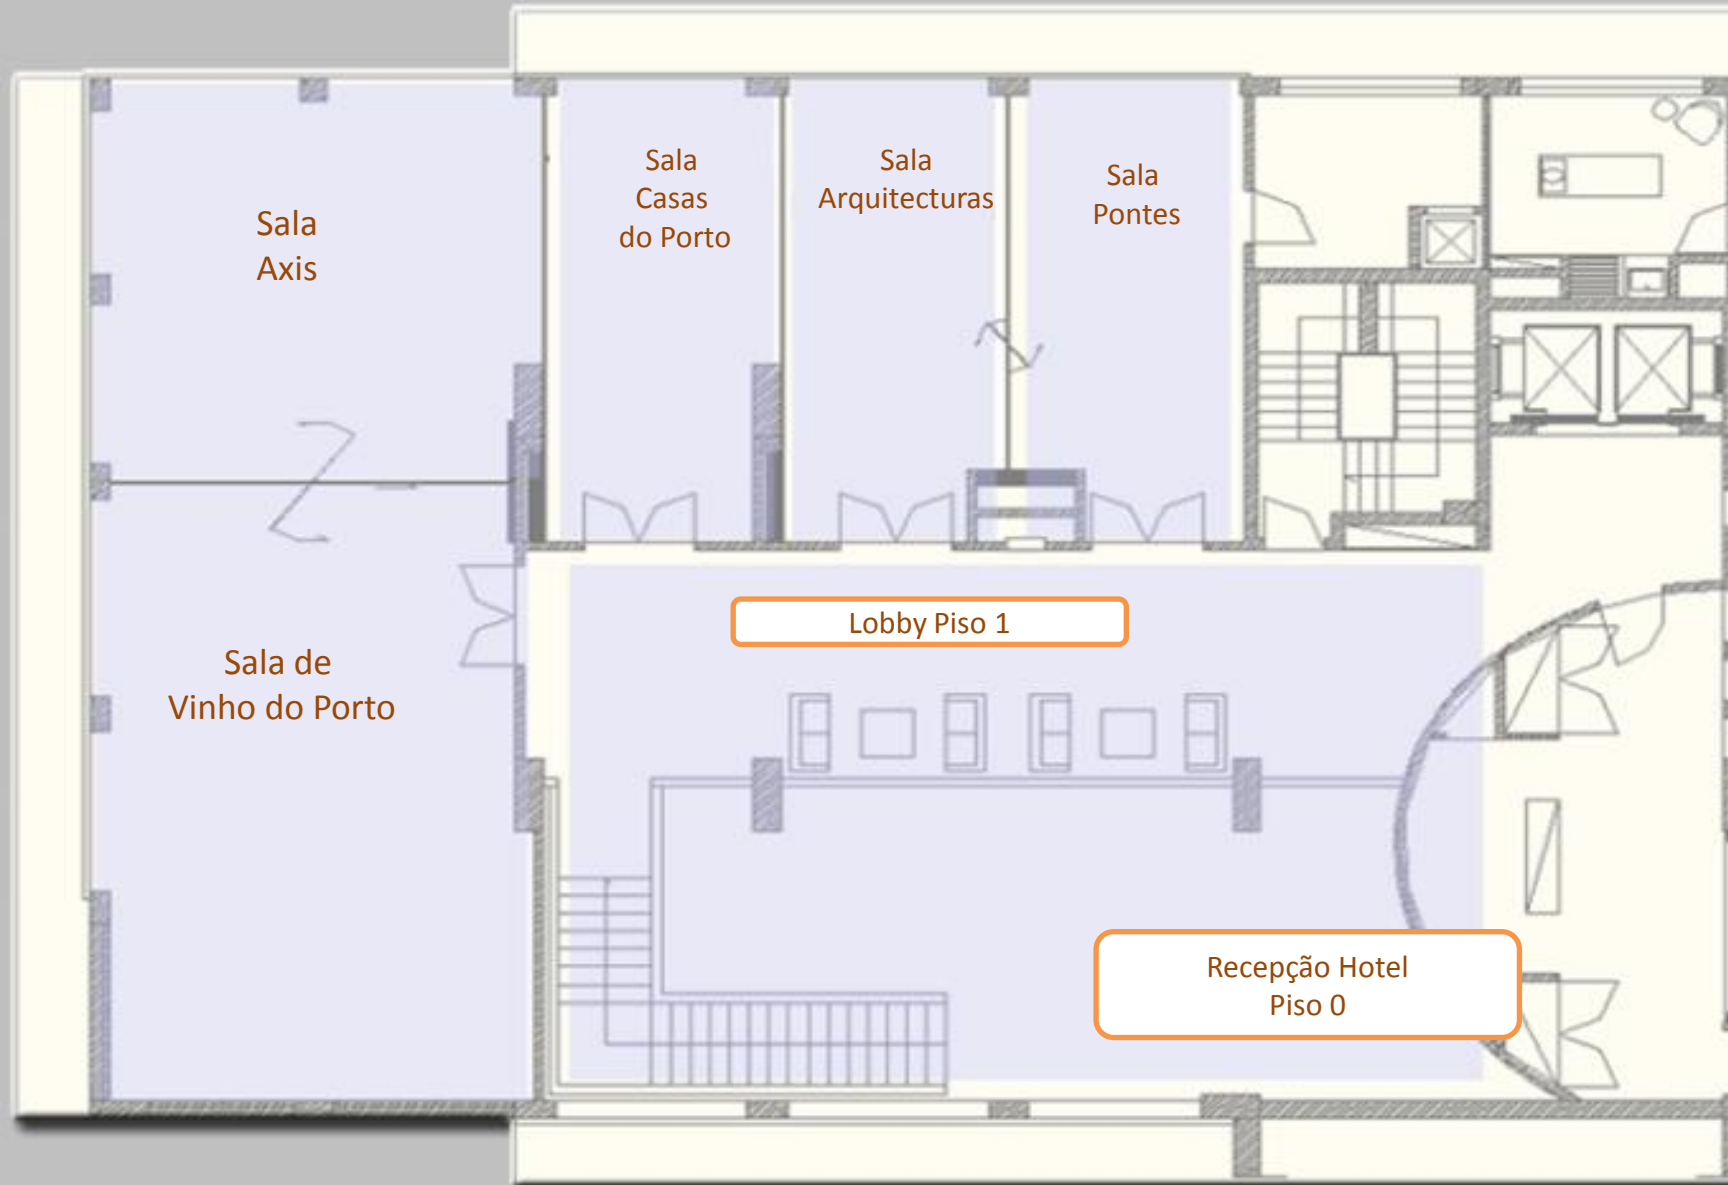 Sala
Axis
Sala
Casas
do Porto
Sala
Arquitecturas
Sala
Pontes
Sala de
Vinho do Porto
Lobby Piso 1
Recepção Hotel
Piso 0